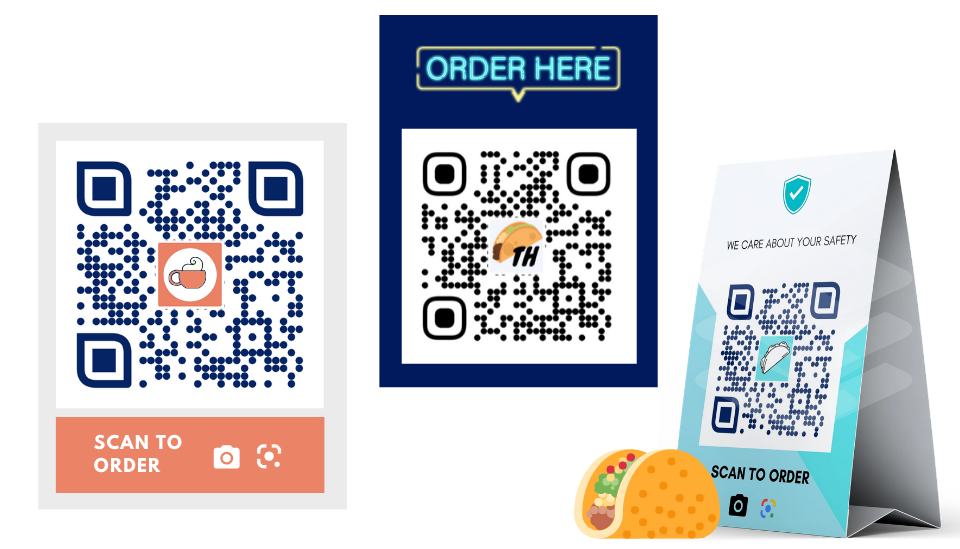 SCAN TO
ORDER
ORDER HERE
TH
WE CARE ABOUT YOUR SAFETY
SCAN TO ORDER